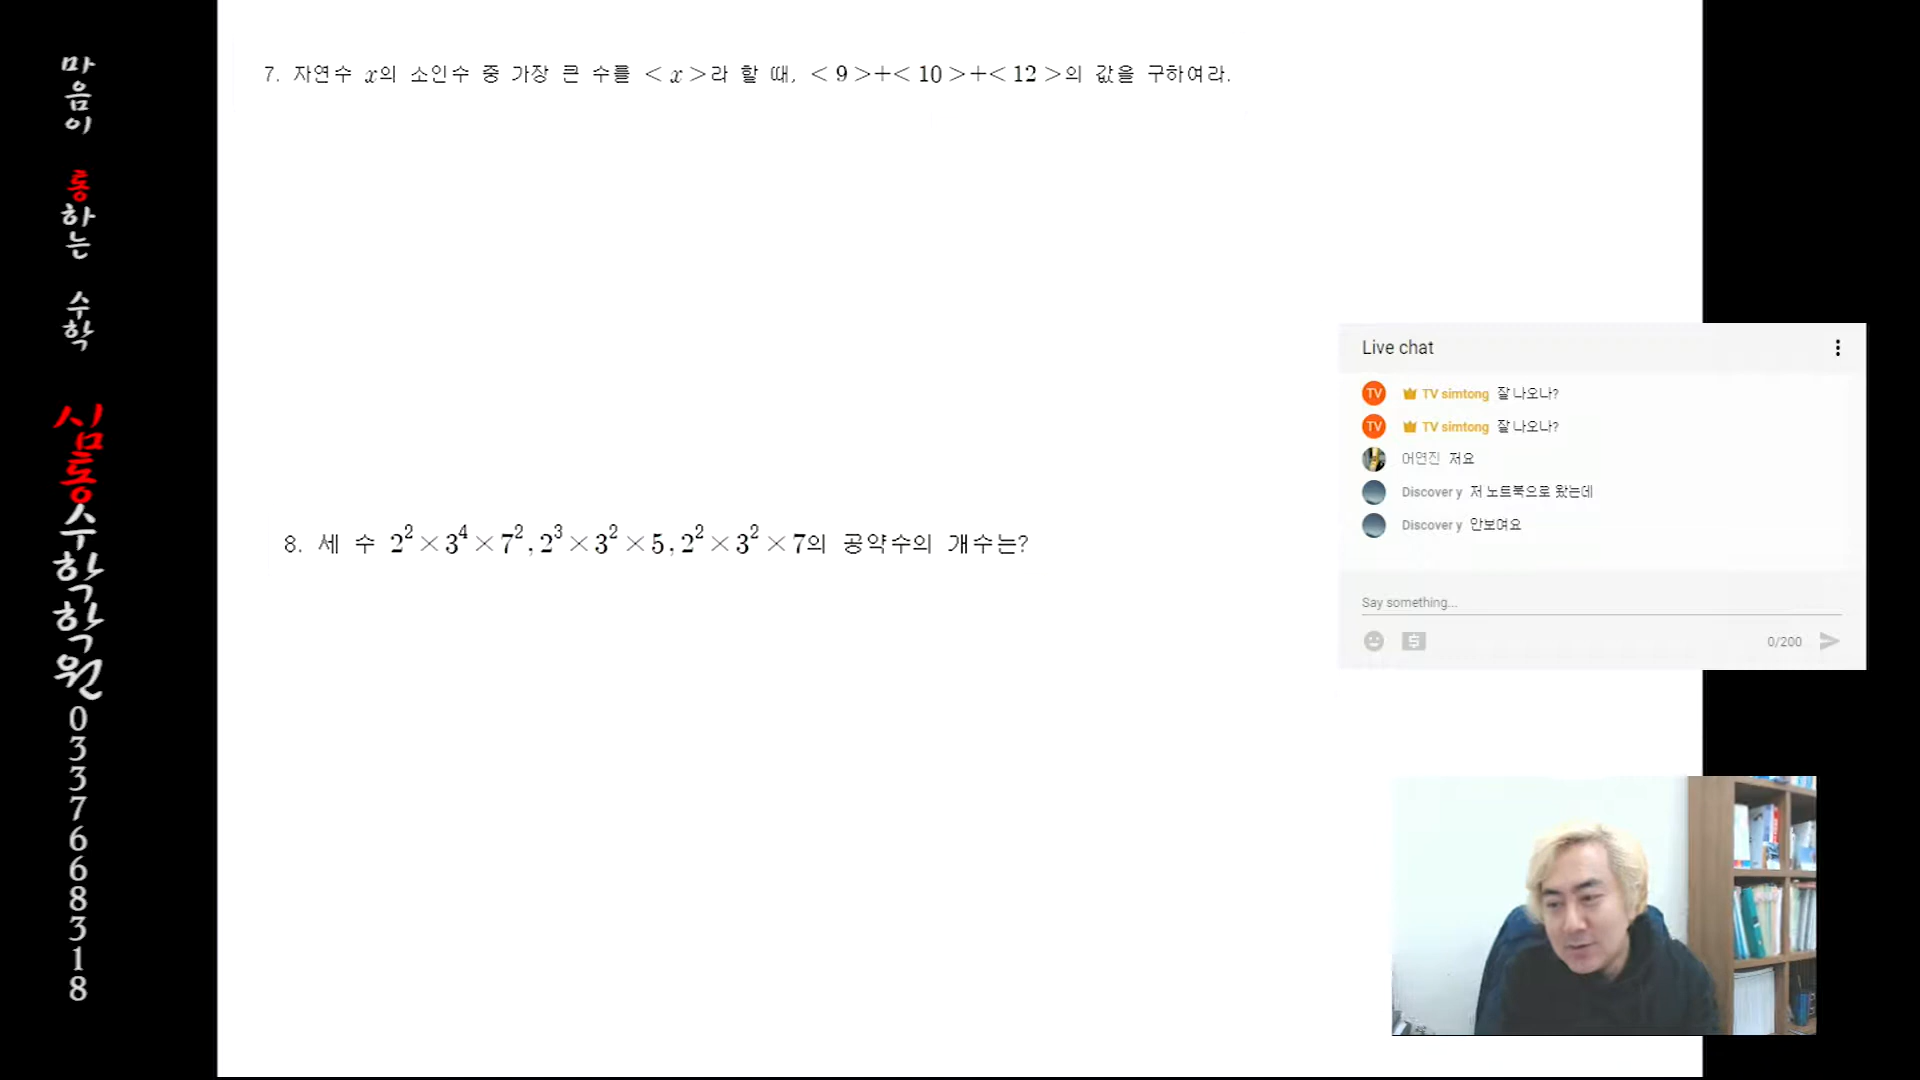 마음이 통하는 수학 심통수학학원 0337668318
7. 자연수 x의 소인수 중 가장 큰 수를 < x >라 할 때, < 9 >+< 10 >+< 12 >의 값을 구하여라.
8. 세 수 2² × 3⁴ × 7², 2³ × 3² × 5, 2² × 3² × 7의 공약수의 개수는?
Live chat
TV TV simtong 잘 나오나?
TV TV simtong 잘 나오나?
어연진 저요
Discover y 저 노트북으로 왔는데
Discover y 안보여요
Say something...
0/200